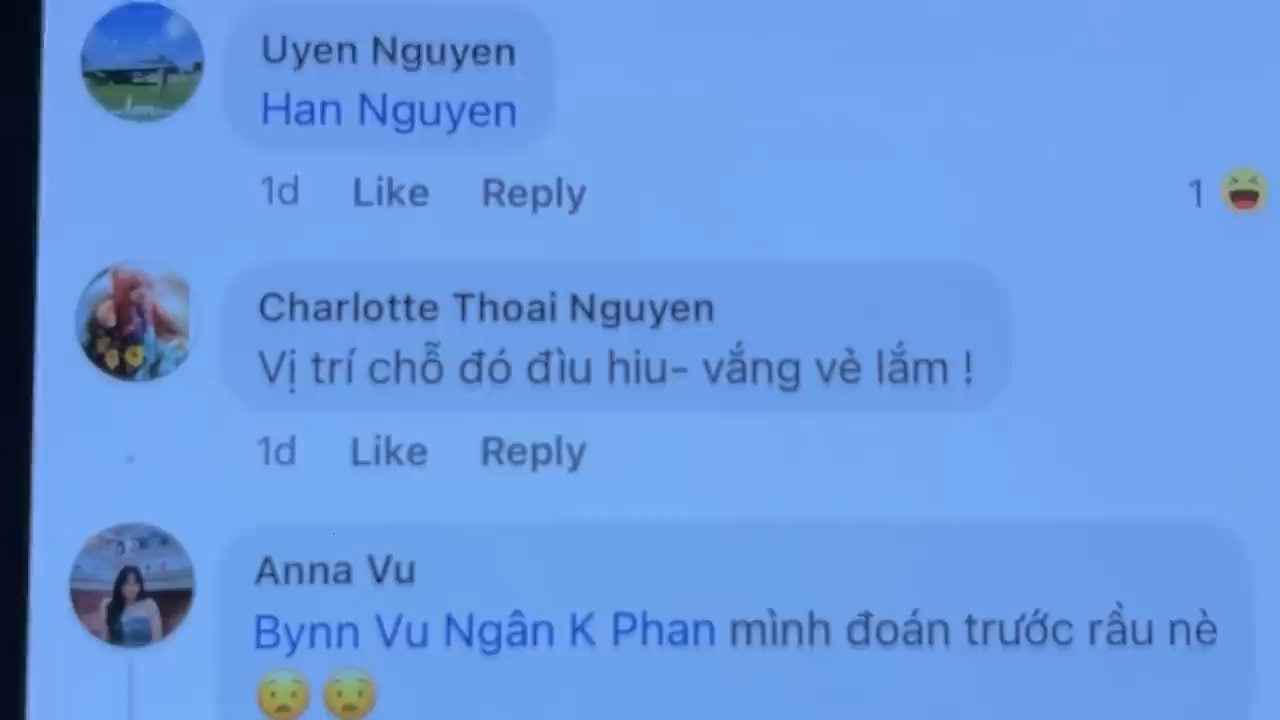 Uyen Nguyen
Han Nguyen
1d Like Reply
1
Charlotte Thoai Nguyen
Vị trí chỗ đó đìu hiu- vắng vẻ lắm !
1d Like Reply
Anna Vu
Bynn Vu Ngân K Phan mình đoán trước rầu nè